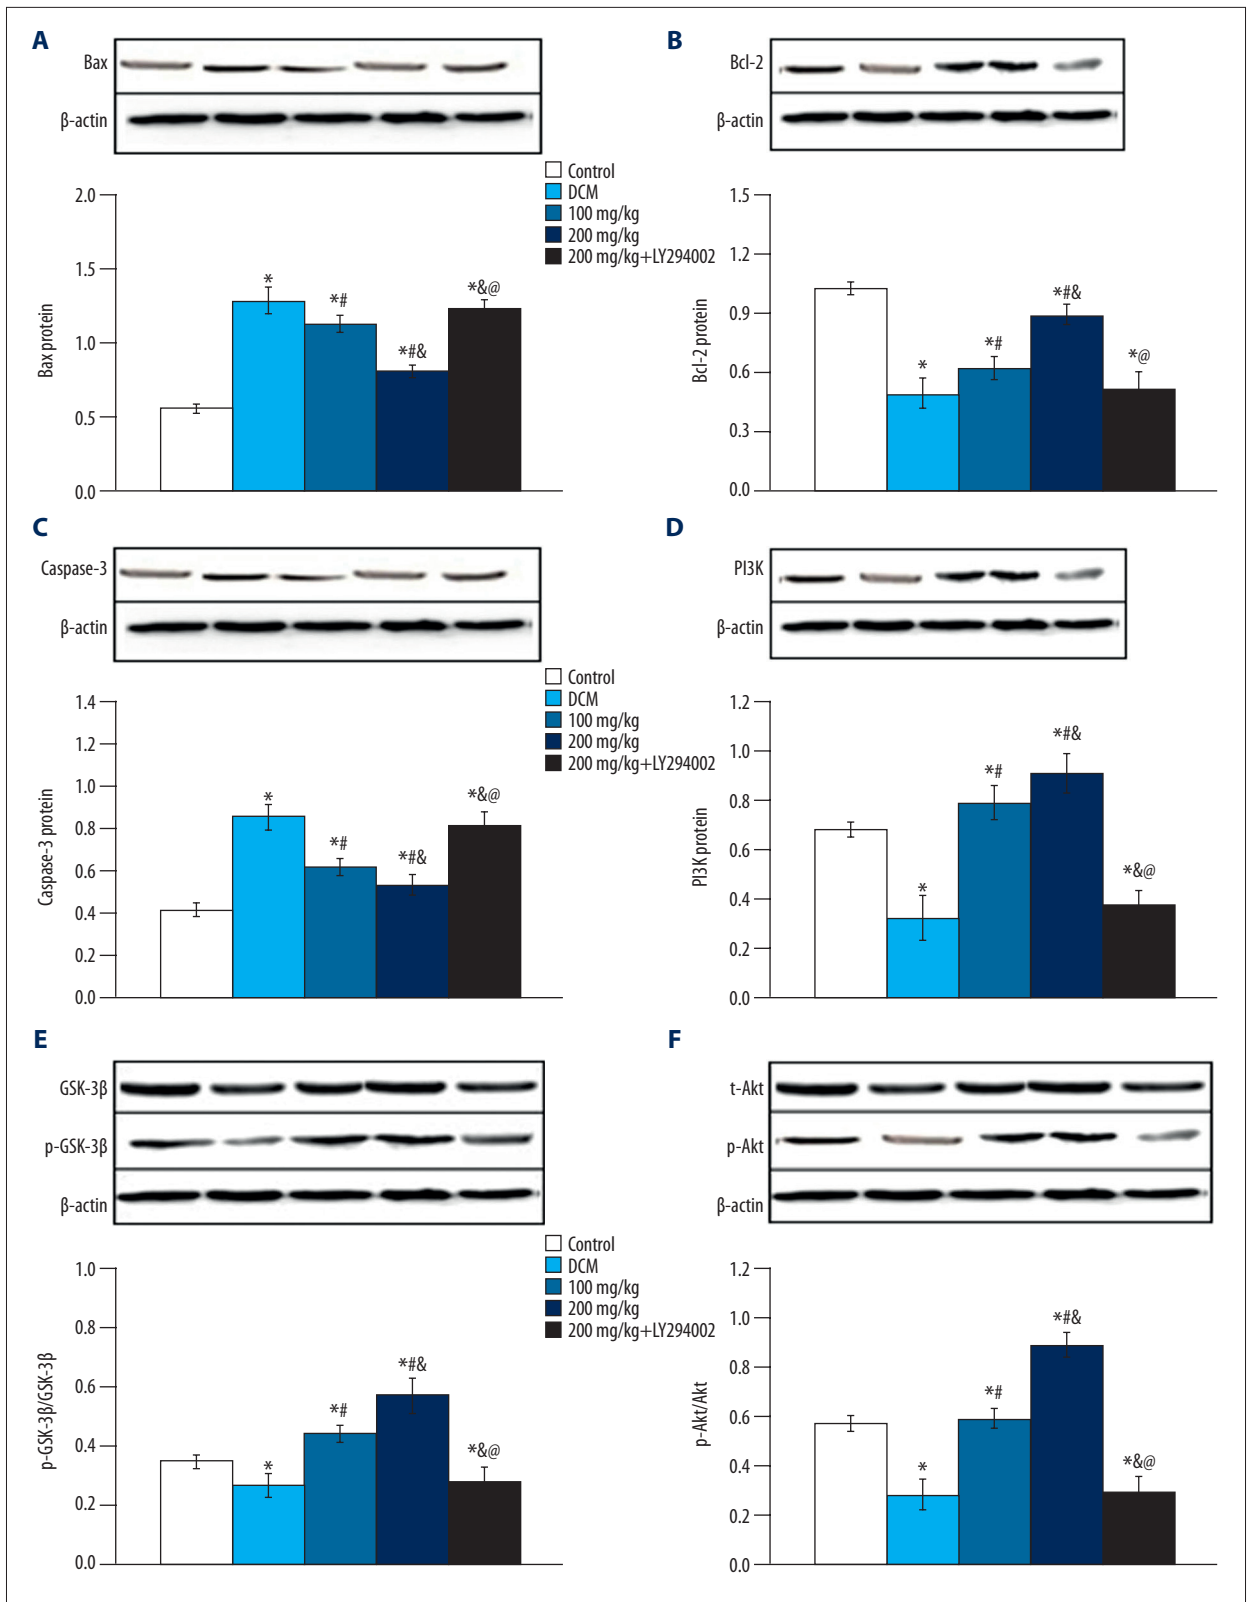 A
Bax
β-actin
B
Bcl-2
β-actin
Control
DCM
100 mg/kg
200 mg/kg
200 mg/kg+LY294002
Bax protein
2.0
1.5
1.0
0.5
0.0
*
*#
*#&
*&@
Bcl-2 protein
1.5
1.2
0.9
0.6
0.3
0.0
*
*#
*#&
*@
C
Caspase-3
β-actin
D
PI3K
β-actin
Control
DCM
100 mg/kg
200 mg/kg
200 mg/kg+LY294002
Caspase-3 protein
1.4
1.2
1.0
0.8
0.6
0.4
0.2
0.0
*
*#
*#&
*&@
PI3K protein
1.2
1.0
0.8
0.6
0.4
0.2
0.0
*
*#
*#&
*&@
E
GSK-3β
p-GSK-3β
β-actin
F
t-Akt
p-Akt
β-actin
Control
DCM
100 mg/kg
200 mg/kg
200 mg/kg+LY294002
p-GSK-3β/GSK-3β
1.0
0.8
0.6
0.4
0.2
0.0
*
*#
*#&
*&@
p-Akt/Akt
1.2
1.0
0.8
0.6
0.4
0.2
0.0
*
*#
*#&
*&@